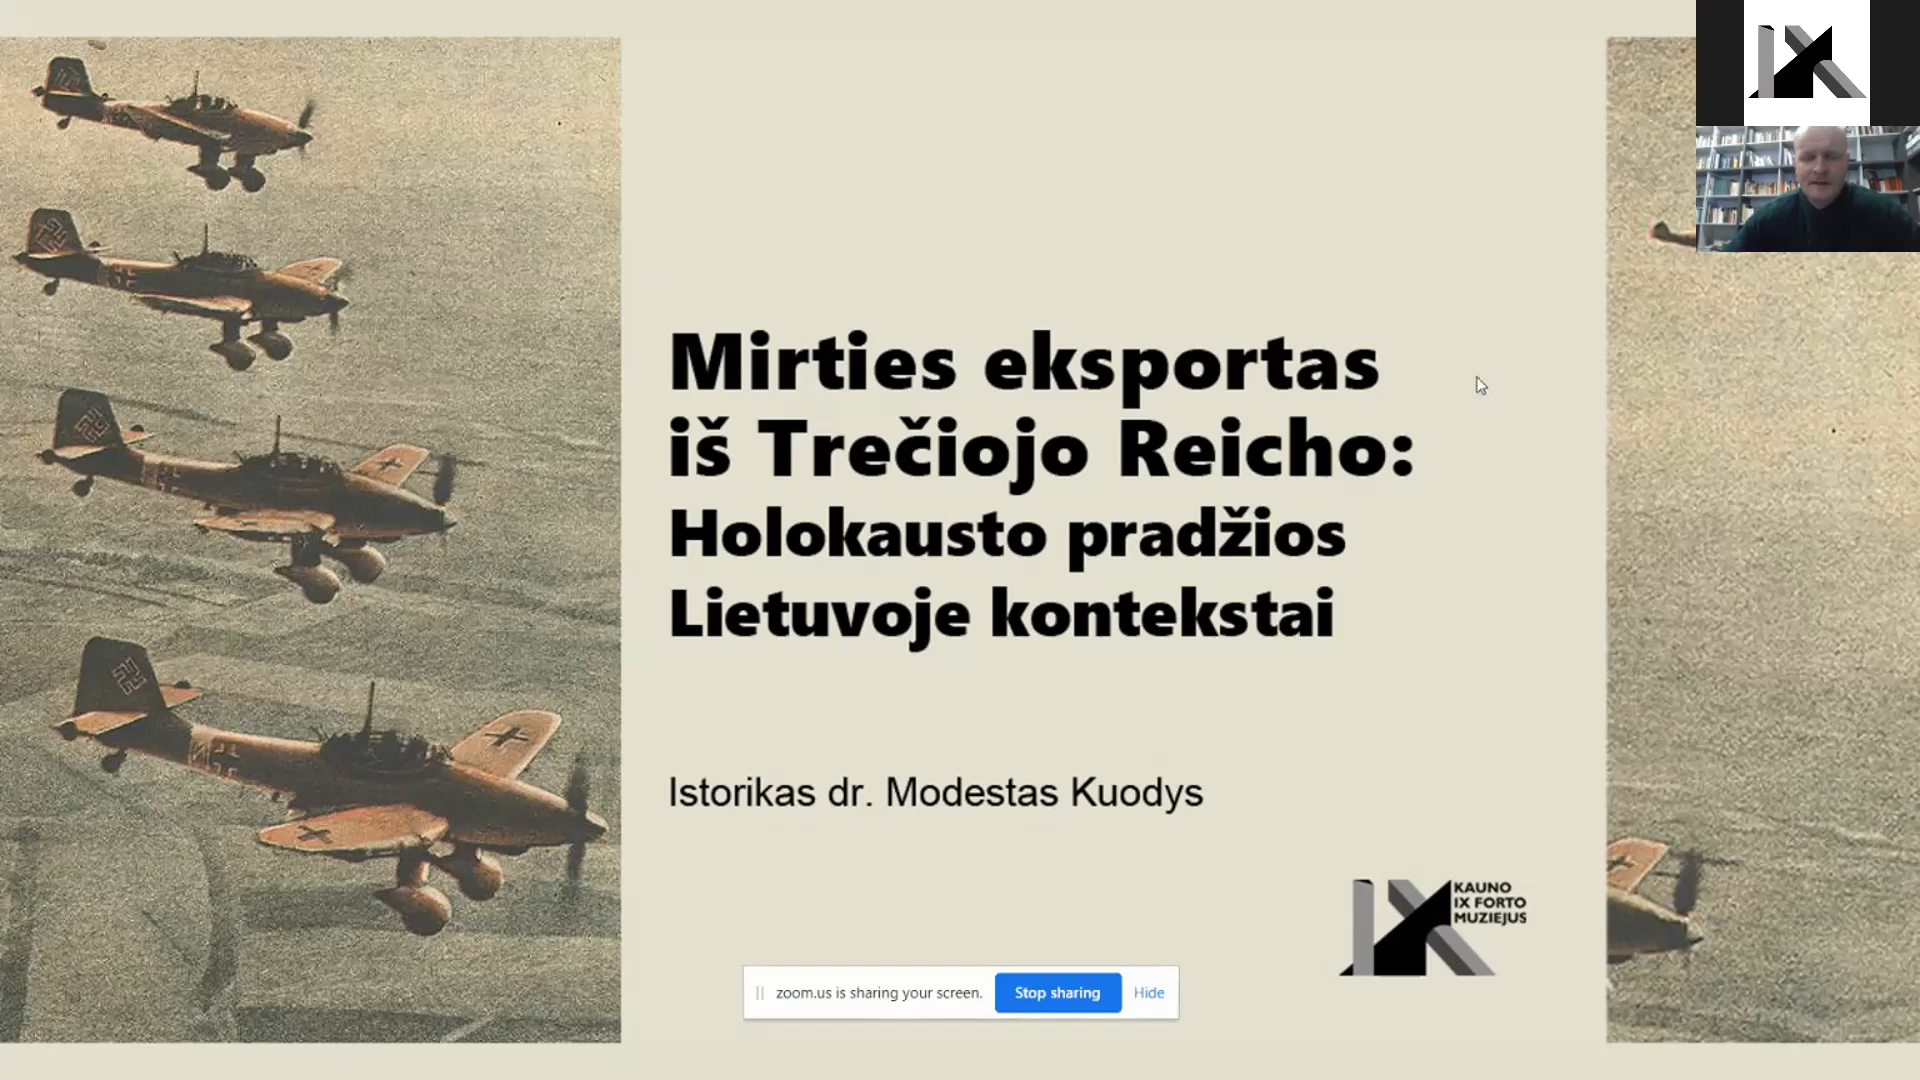 Mirties eksportas
iš Trečiojo Reicho:
Holokausto pradžios
Lietuvoje kontekstai
Istorikas dr. Modestas Kuodys
KAUNO
IX FORTO
MUZIEJUS
zoom.us is sharing your screen.
Stop sharing
Hide